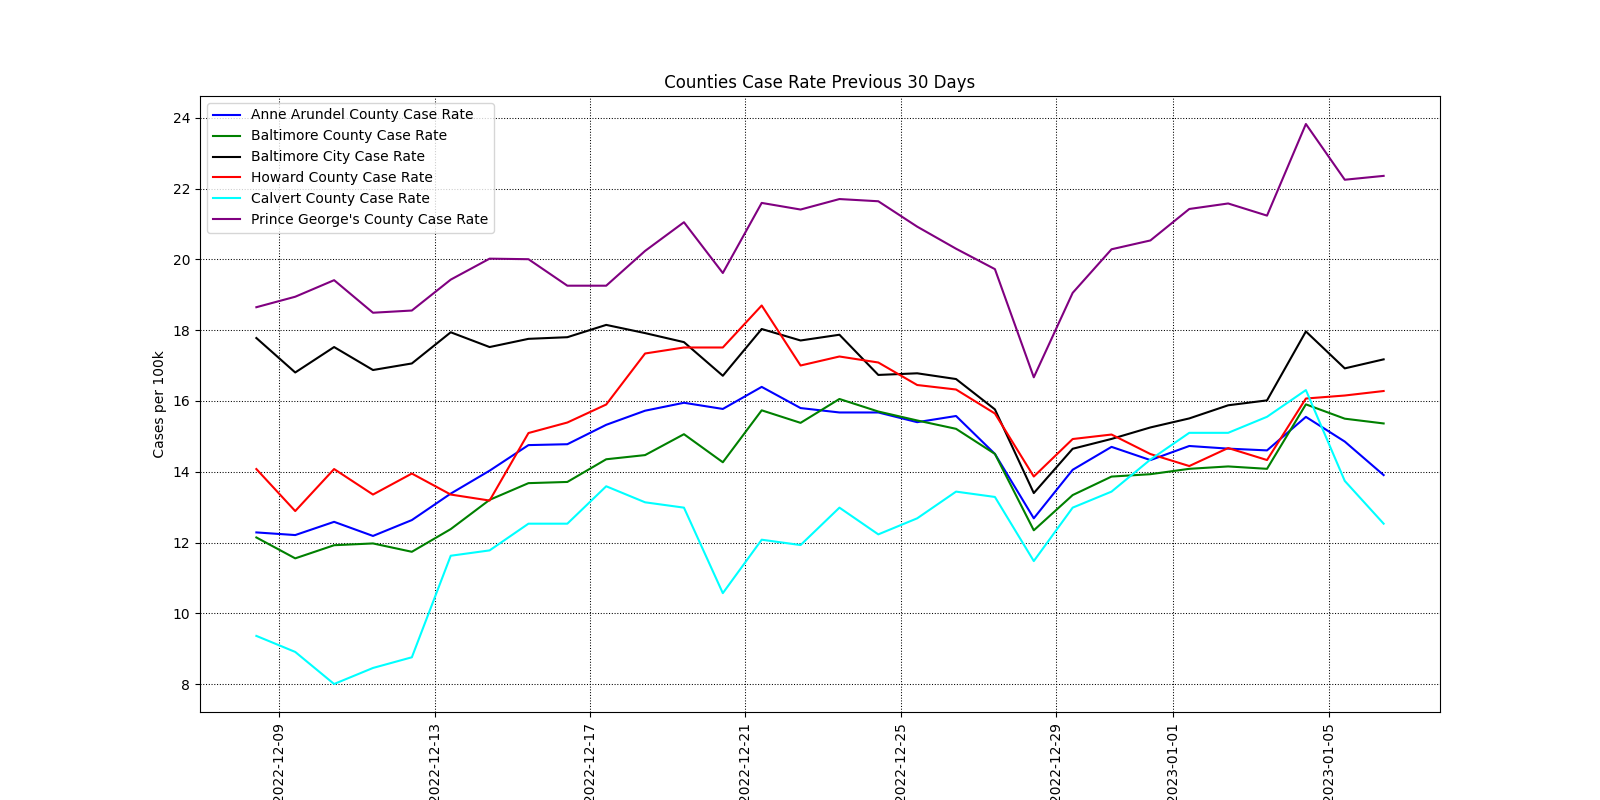 Counties Case Rate Previous 30 Days
Anne Arundel County Case Rate
Baltimore County Case Rate
Baltimore City Case Rate
Howard County Case Rate
Calvert County Case Rate
Prince George's County Case Rate
Cases per 100k
24
22
20
18
16
14
12
10
8
2022-12-09
2022-12-13
2022-12-17
2022-12-21
2022-12-25
2022-12-29
2023-01-01
2023-01-05